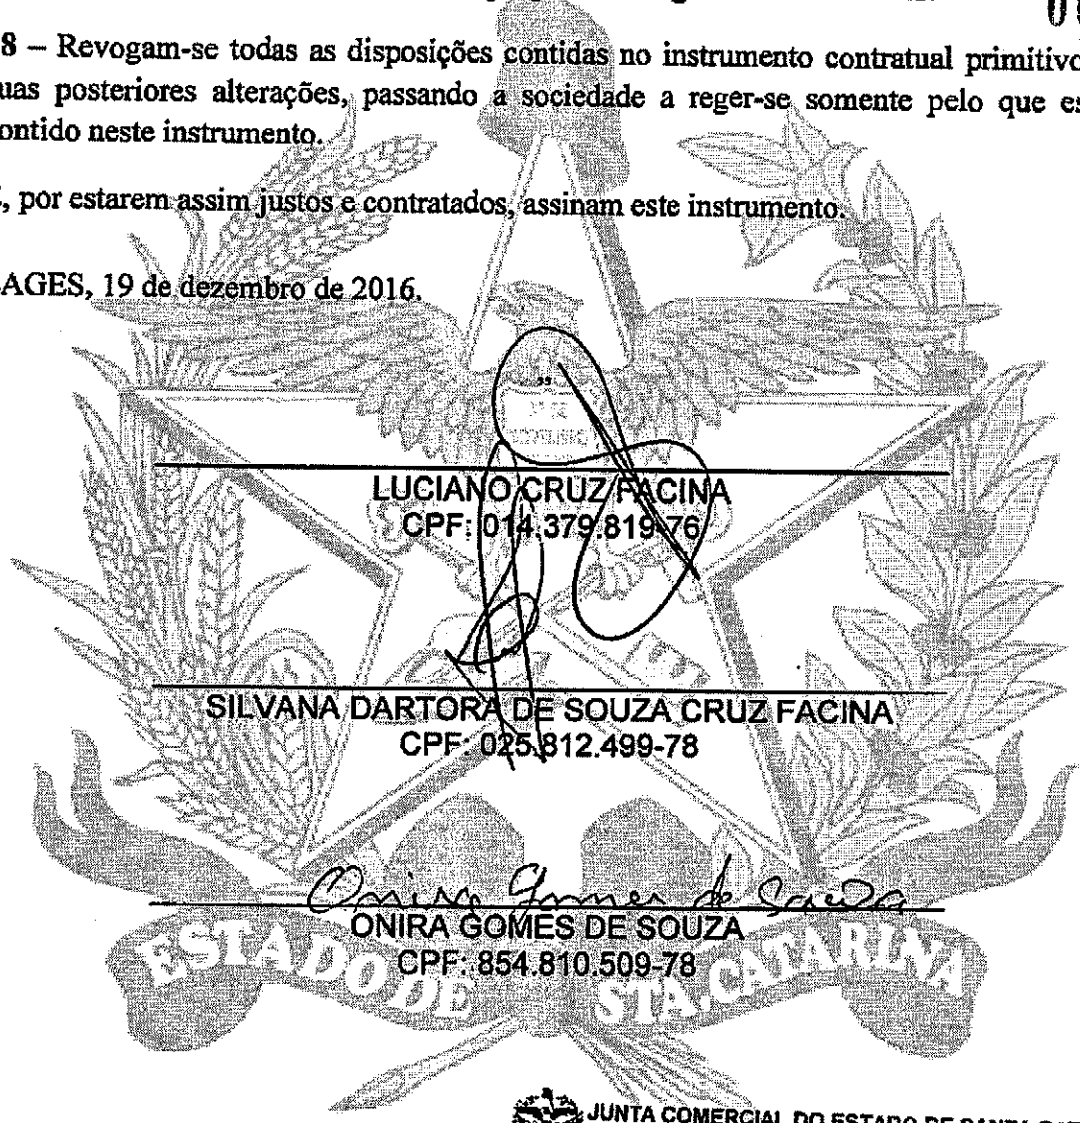 8 – Revogam-se todas as disposições contidas no instrumento contratual primitivo
uas posteriores alterações, passando a sociedade a reger-se somente pelo que es
ontido neste instrumento.
, por estarem assim justos e contratados, assinam este instrumento.
AGES, 19 de dezembro de 2016.
LUCIANO CRUZ FACINA
CPF: 014.379.819-76
SILVANA DARTORA DE SOUZA CRUZ FACINA
CPF: 025.812.499-78
Onira Gomes de Souza
ONIRA GOMES DE SOUZA
CPF: 854.810.509-78
ESTADO DE STA. CATARINA
JUNTA COMERCIAL DO ESTADO DE SANTA